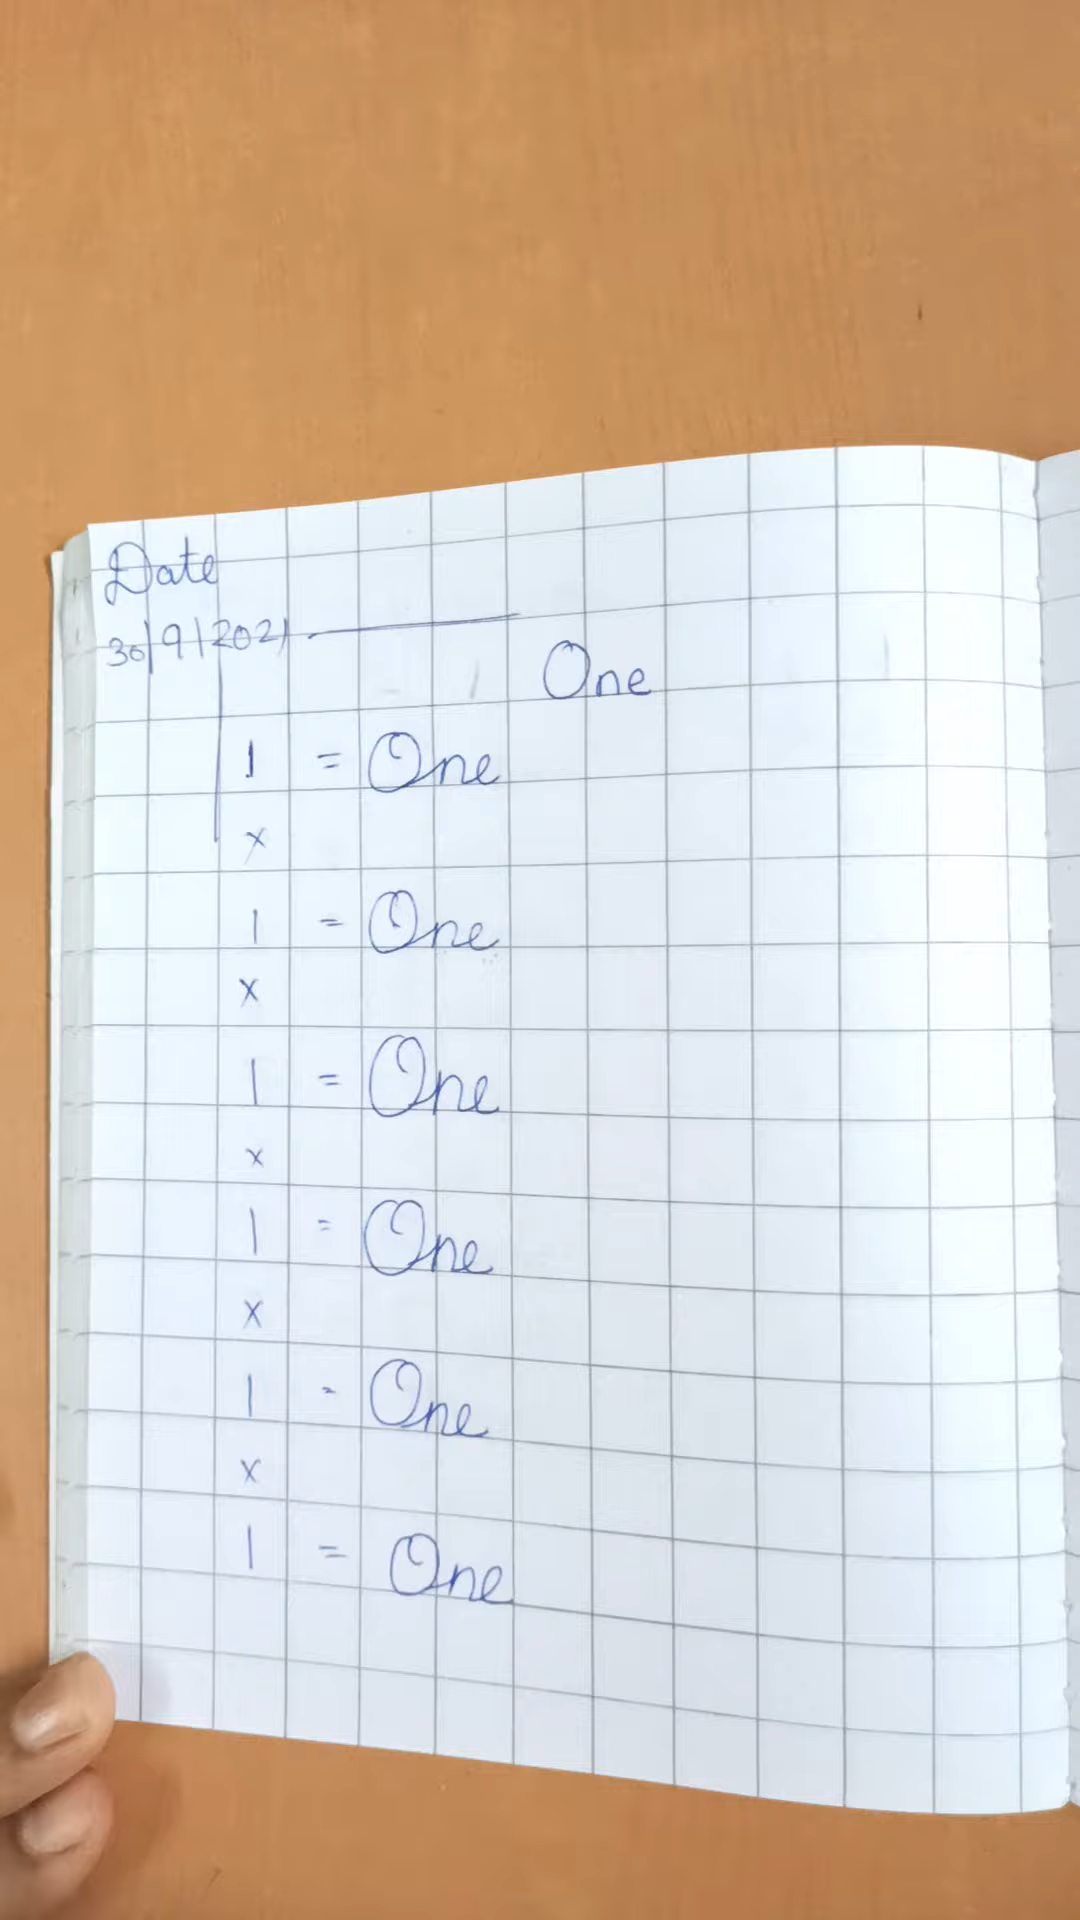 Date
30/9/2021
One
1 = One
x
1 = One
x
1 = One
x
1 = One
x
1 - One
x
1 = One